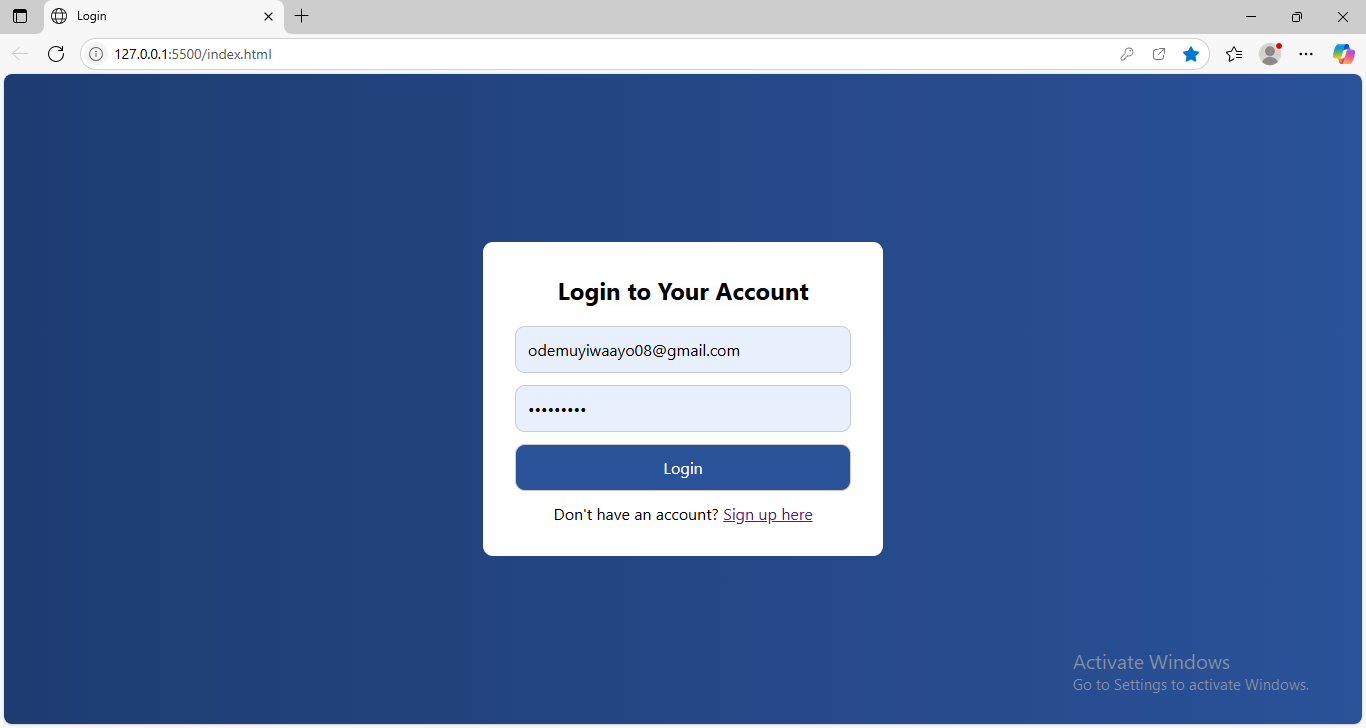 Login
127.0.0.1:5500/index.html
Login to Your Account
odemuyiwaayo08@gmail.com
•••••••••
Login
Don't have an account? Sign up here
Activate Windows
Go to Settings to activate Windows.